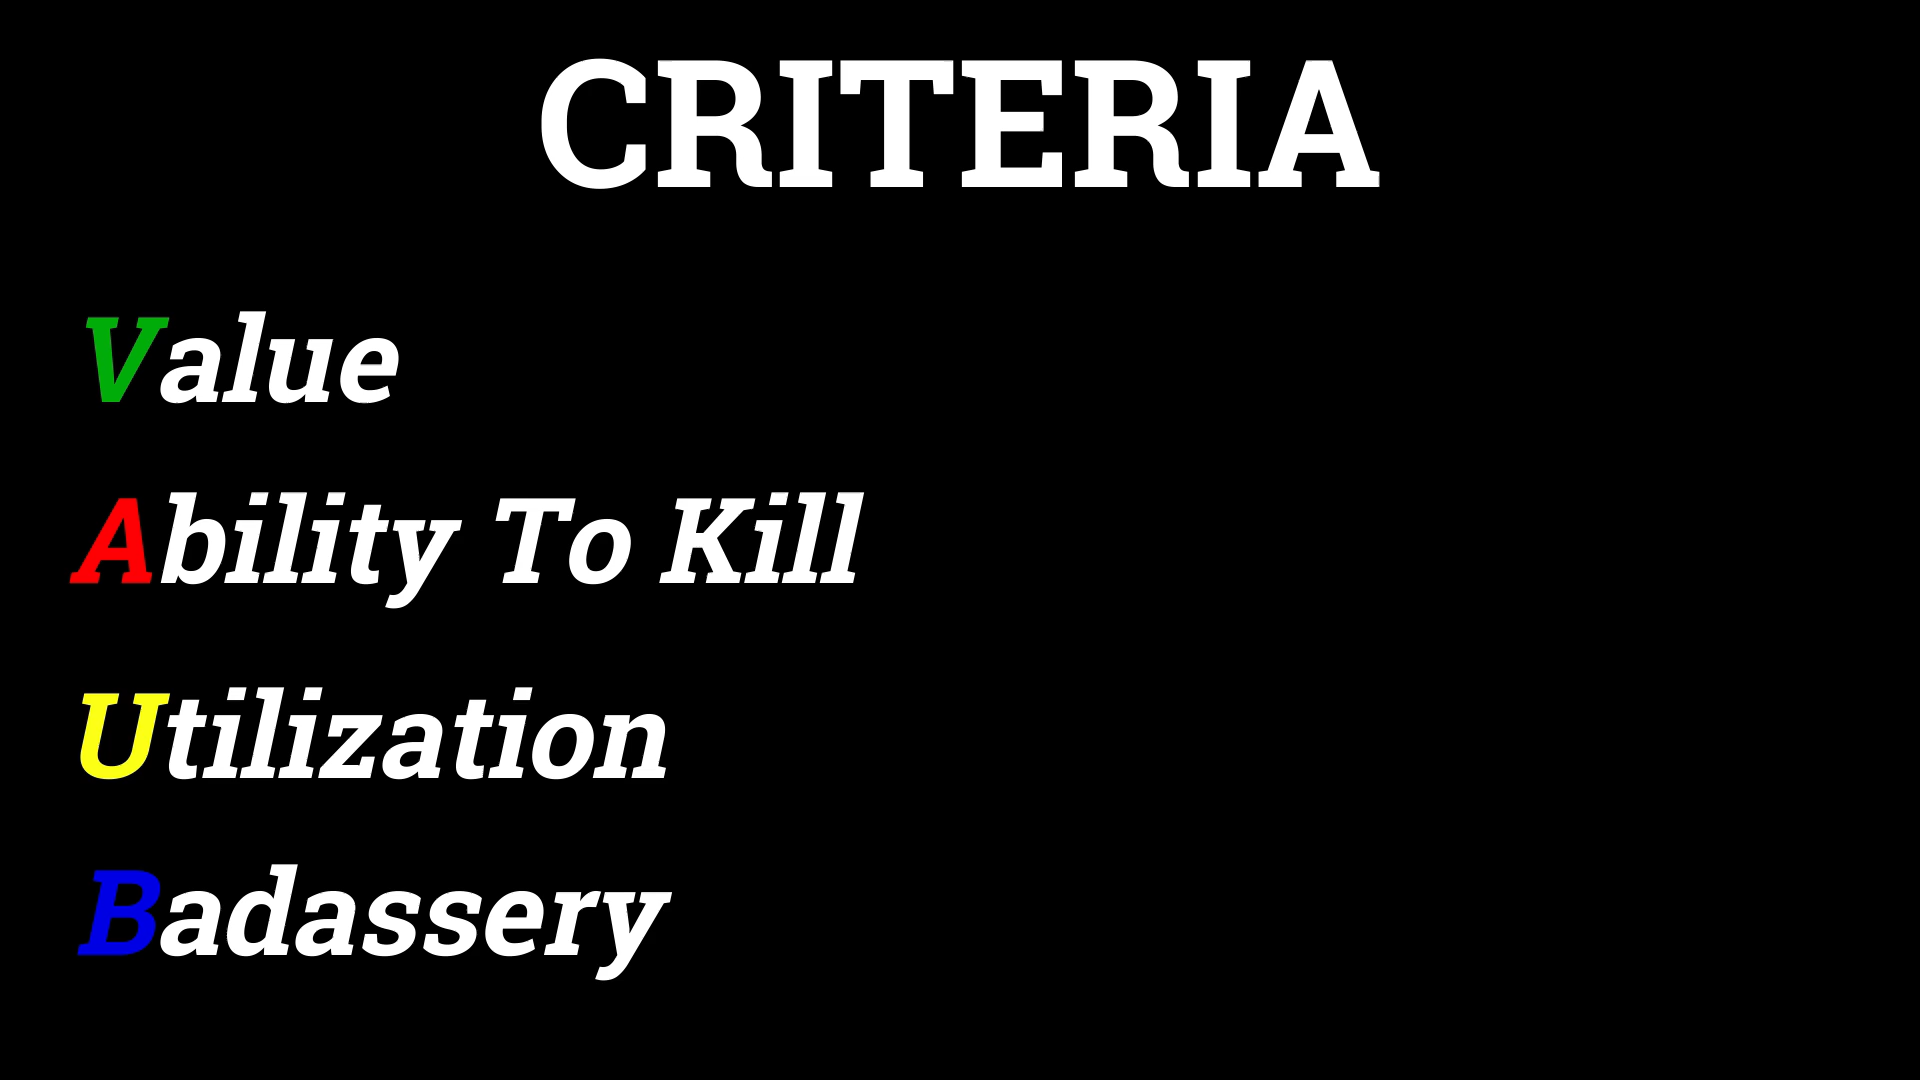 CRITERIA
Value
Ability To Kill
Utilization
Badassery